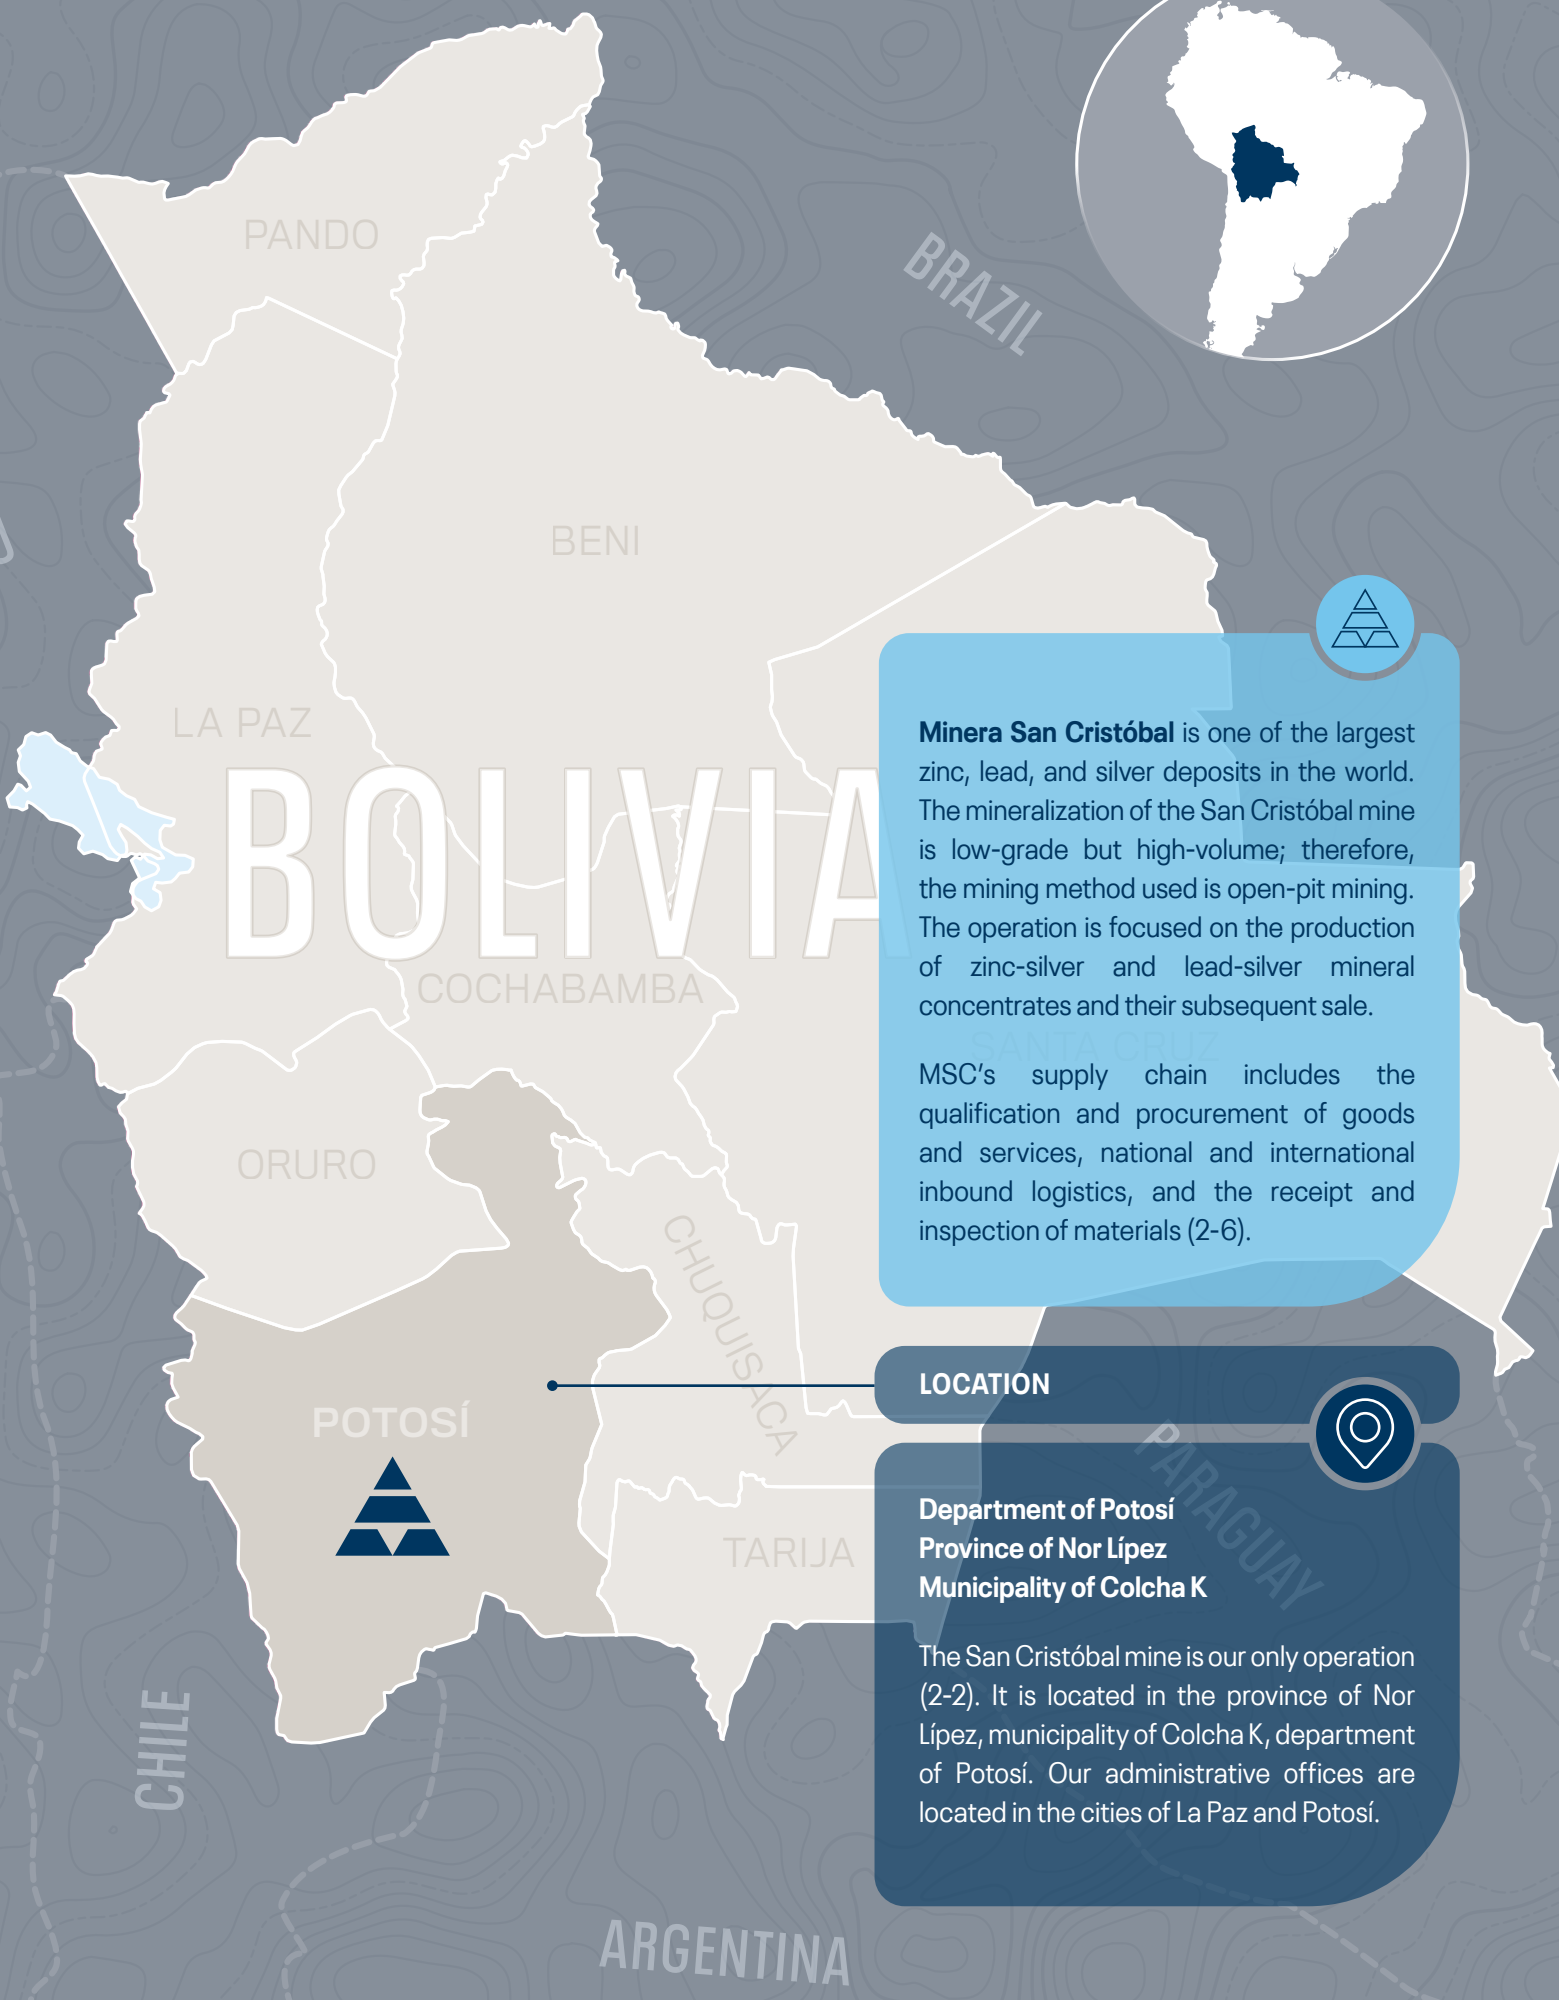 PANDO
BRAZIL
BENI
LA PAZ
BOLIVIA
COCHABAMBA
SANTA CRUZ
ORURO
CHUQUISACA
POTOSÍ
TARIJA
PARAGUAY
CHILE
ARGENTINA
Minera San Cristóbal is one of the largest
zinc, lead, and silver deposits in the world.
The mineralization of the San Cristóbal mine
is low-grade but high-volume; therefore,
the mining method used is open-pit mining.
The operation is focused on the production
of zinc-silver and lead-silver mineral
concentrates and their subsequent sale.
MSC's supply chain includes the
qualification and procurement of goods
and services, national and international
inbound logistics, and the receipt and
inspection of materials (2-6).
LOCATION
Department of Potosí
Province of Nor Lípez
Municipality of Colcha K
The San Cristóbal mine is our only operation
(2-2). It is located in the province of Nor
Lípez, municipality of Colcha K, department
of Potosí. Our administrative offices are
located in the cities of La Paz and Potosí.